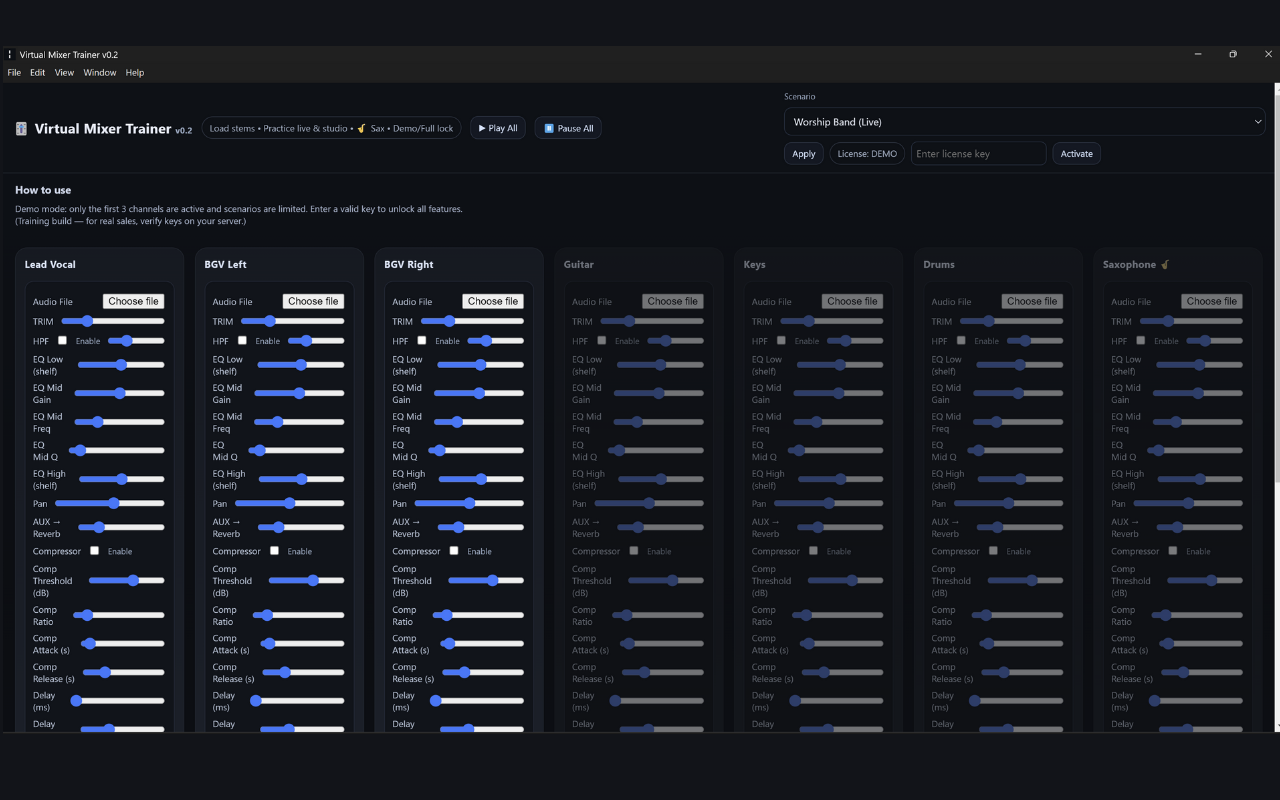 Virtual Mixer Trainer v0.2
File Edit View Window Help
Scenario
Virtual Mixer Trainer v0.2
Load stems • Practice live & studio • 🎷 Sax • Demo/Full lock
▶ Play All
⏸ Pause All
Worship Band (Live)
Apply
License: DEMO
Enter license key
Activate
How to use
Demo mode: only the first 3 channels are active and scenarios are limited. Enter a valid key to unlock all features.
(Training build — for real sales, verify keys on your server.)
Lead Vocal
Audio File Choose file
TRIM
HPF Enable
EQ Low
(shelf)
EQ Mid
Gain
EQ Mid
Freq
EQ
Mid Q
EQ High
(shelf)
Pan
AUX →
Reverb
Compressor Enable
Comp
Threshold
(dB)
Comp
Ratio
Comp
Attack (s)
Comp
Release (s)
Delay
(ms)
Delay
BGV Left
Audio File Choose file
TRIM
HPF Enable
EQ Low
(shelf)
EQ Mid
Gain
EQ Mid
Freq
EQ
Mid Q
EQ High
(shelf)
Pan
AUX →
Reverb
Compressor Enable
Comp
Threshold
(dB)
Comp
Ratio
Comp
Attack (s)
Comp
Release (s)
Delay
(ms)
Delay
BGV Right
Audio File Choose file
TRIM
HPF Enable
EQ Low
(shelf)
EQ Mid
Gain
EQ Mid
Freq
EQ
Mid Q
EQ High
(shelf)
Pan
AUX →
Reverb
Compressor Enable
Comp
Threshold
(dB)
Comp
Ratio
Comp
Attack (s)
Comp
Release (s)
Delay
(ms)
Delay
Guitar
Audio File Choose file
TRIM
HPF Enable
EQ Low
(shelf)
EQ Mid
Gain
EQ Mid
Freq
EQ
Mid Q
EQ High
(shelf)
Pan
AUX →
Reverb
Compressor Enable
Comp
Threshold
(dB)
Comp
Ratio
Comp
Attack (s)
Comp
Release (s)
Delay
(ms)
Delay
Keys
Audio File Choose file
TRIM
HPF Enable
EQ Low
(shelf)
EQ Mid
Gain
EQ Mid
Freq
EQ
Mid Q
EQ High
(shelf)
Pan
AUX →
Reverb
Compressor Enable
Comp
Threshold
(dB)
Comp
Ratio
Comp
Attack (s)
Comp
Release (s)
Delay
(ms)
Delay
Drums
Audio File Choose file
TRIM
HPF Enable
EQ Low
(shelf)
EQ Mid
Gain
EQ Mid
Freq
EQ
Mid Q
EQ High
(shelf)
Pan
AUX →
Reverb
Compressor Enable
Comp
Threshold
(dB)
Comp
Ratio
Comp
Attack (s)
Comp
Release (s)
Delay
(ms)
Delay
Saxophone 🎷
Audio File Choose file
TRIM
HPF Enable
EQ Low
(shelf)
EQ Mid
Gain
EQ Mid
Freq
EQ
Mid Q
EQ High
(shelf)
Pan
AUX →
Reverb
Compressor Enable
Comp
Threshold
(dB)
Comp
Ratio
Comp
Attack (s)
Comp
Release (s)
Delay
(ms)
Delay